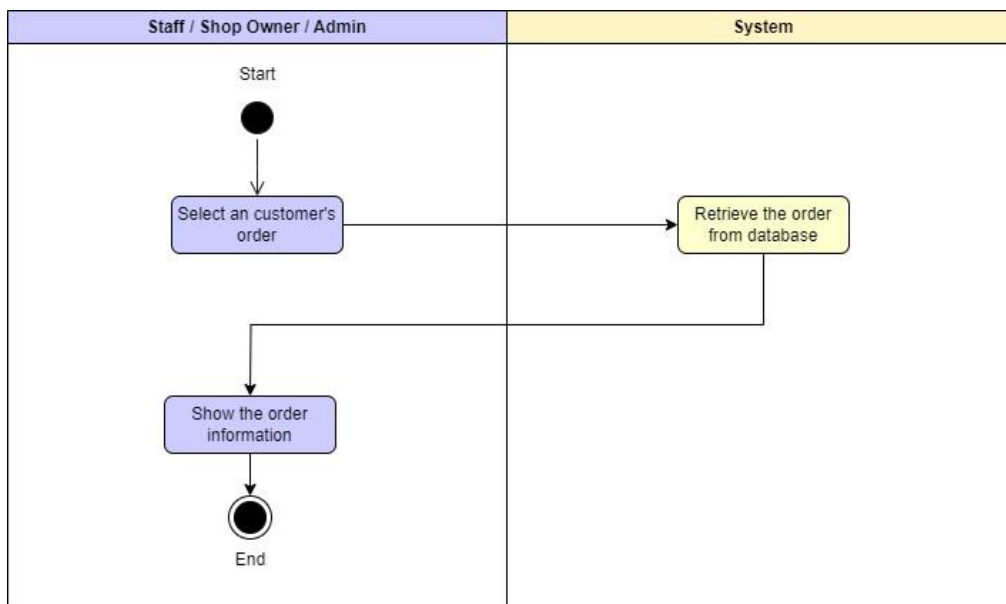 Staff / Shop Owner / Admin
System
Start
Select an customer's
order
Retrieve the order
from database
Show the order
information
End